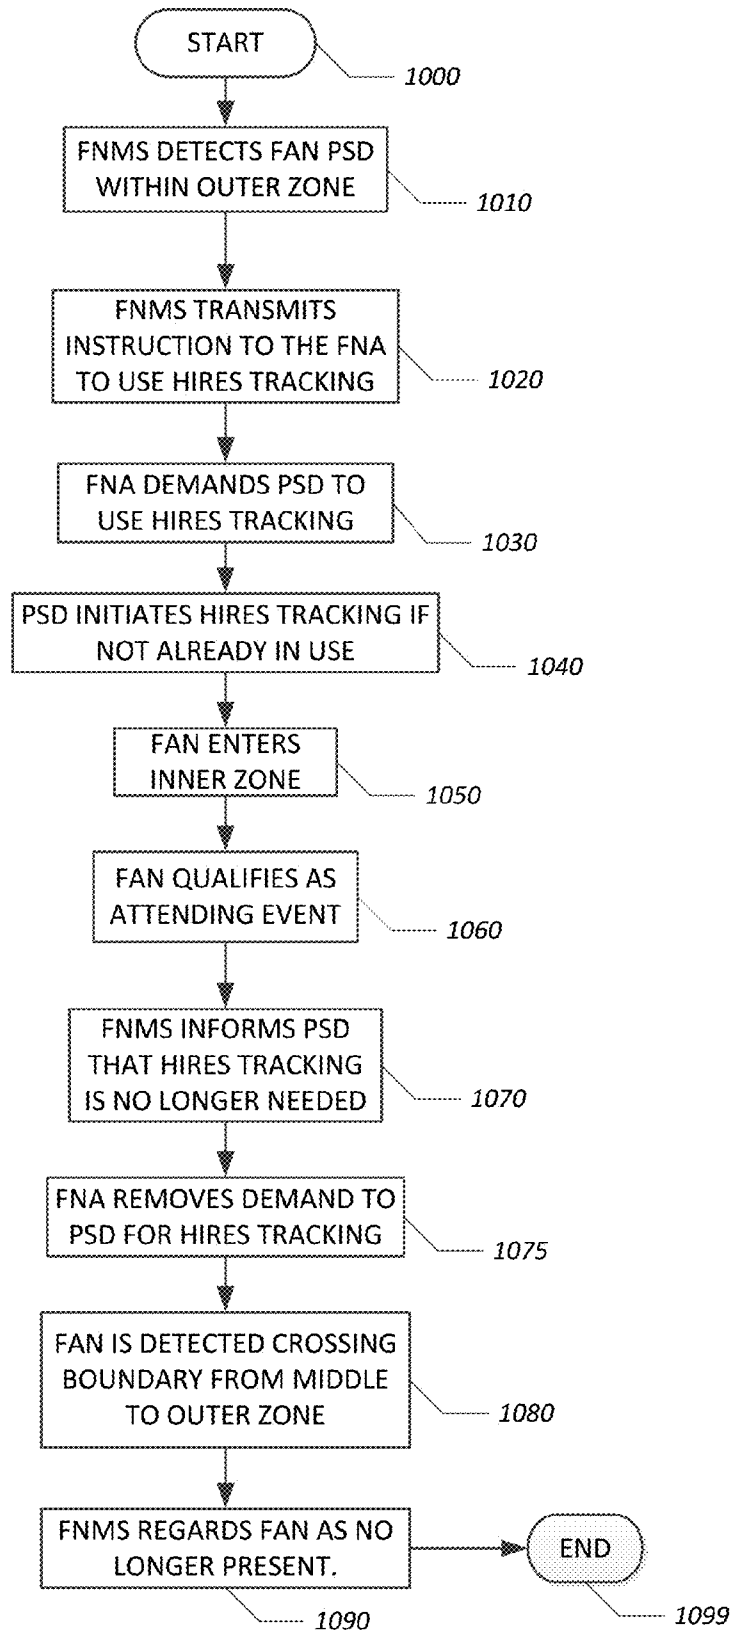 START
1000
FNMS DETECTS FAN PSD
WITHIN OUTER ZONE
1010
FNMS TRANSMITS
INSTRUCTION TO THE FNA
TO USE HIRES TRACKING
1020
FNA DEMANDS PSD TO
USE HIRES TRACKING
1030
PSD INITIATES HIRES TRACKING IF
NOT ALREADY IN USE
1040
FAN ENTERS
INNER ZONE
1050
FAN QUALIFIES AS
ATTENDING EVENT
1060
FNMS INFORMS PSD
THAT HIRES TRACKING
IS NO LONGER NEEDED
1070
FNA REMOVES DEMAND TO
PSD FOR HIRES TRACKING
1075
FAN IS DETECTED CROSSING
BOUNDARY FROM MIDDLE
TO OUTER ZONE
1080
FNMS REGARDS FAN AS NO
LONGER PRESENT.
1090
END
1099